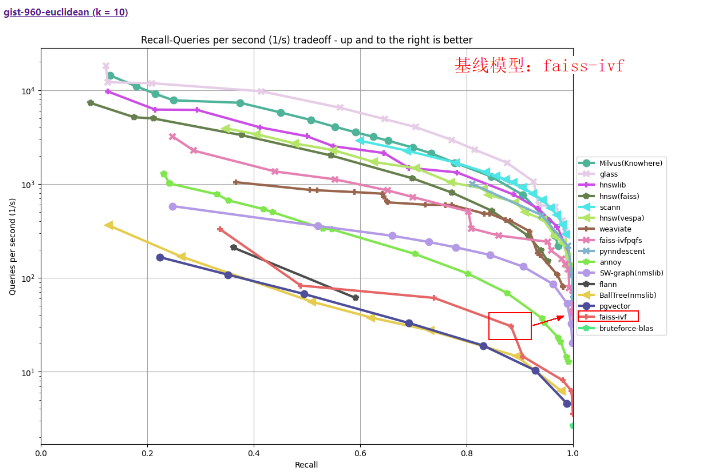 gist-960-euclidean (k = 10)
Recall-Queries per second (1/s) tradeoff - up and to the right is better
基线模型：faiss-ivf
Queries per second (1/s)
10⁴
10³
10²
10¹
0.0 0.2 0.4 0.6 0.8 1.0
Recall
Milvus(Knowhere)
glass
hnswlib
hnsw(faiss)
scann
hnsw(vespa)
weaviate
faiss-ivfpqfs
pynndescent
annoy
SW-graph(nmslib)
flann
BallTree(nmslib)
pgvector
faiss-ivf
bruteforce-blas